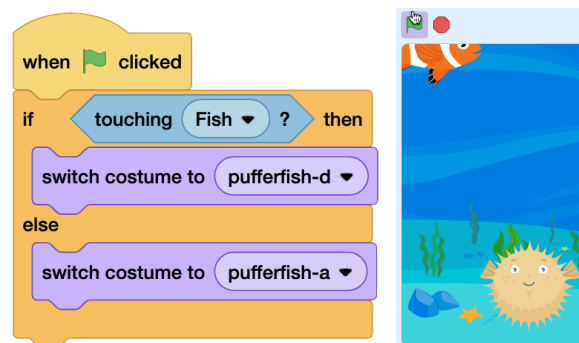 when clicked
if touching Fish ? then
switch costume to pufferfish-d
else
switch costume to pufferfish-a